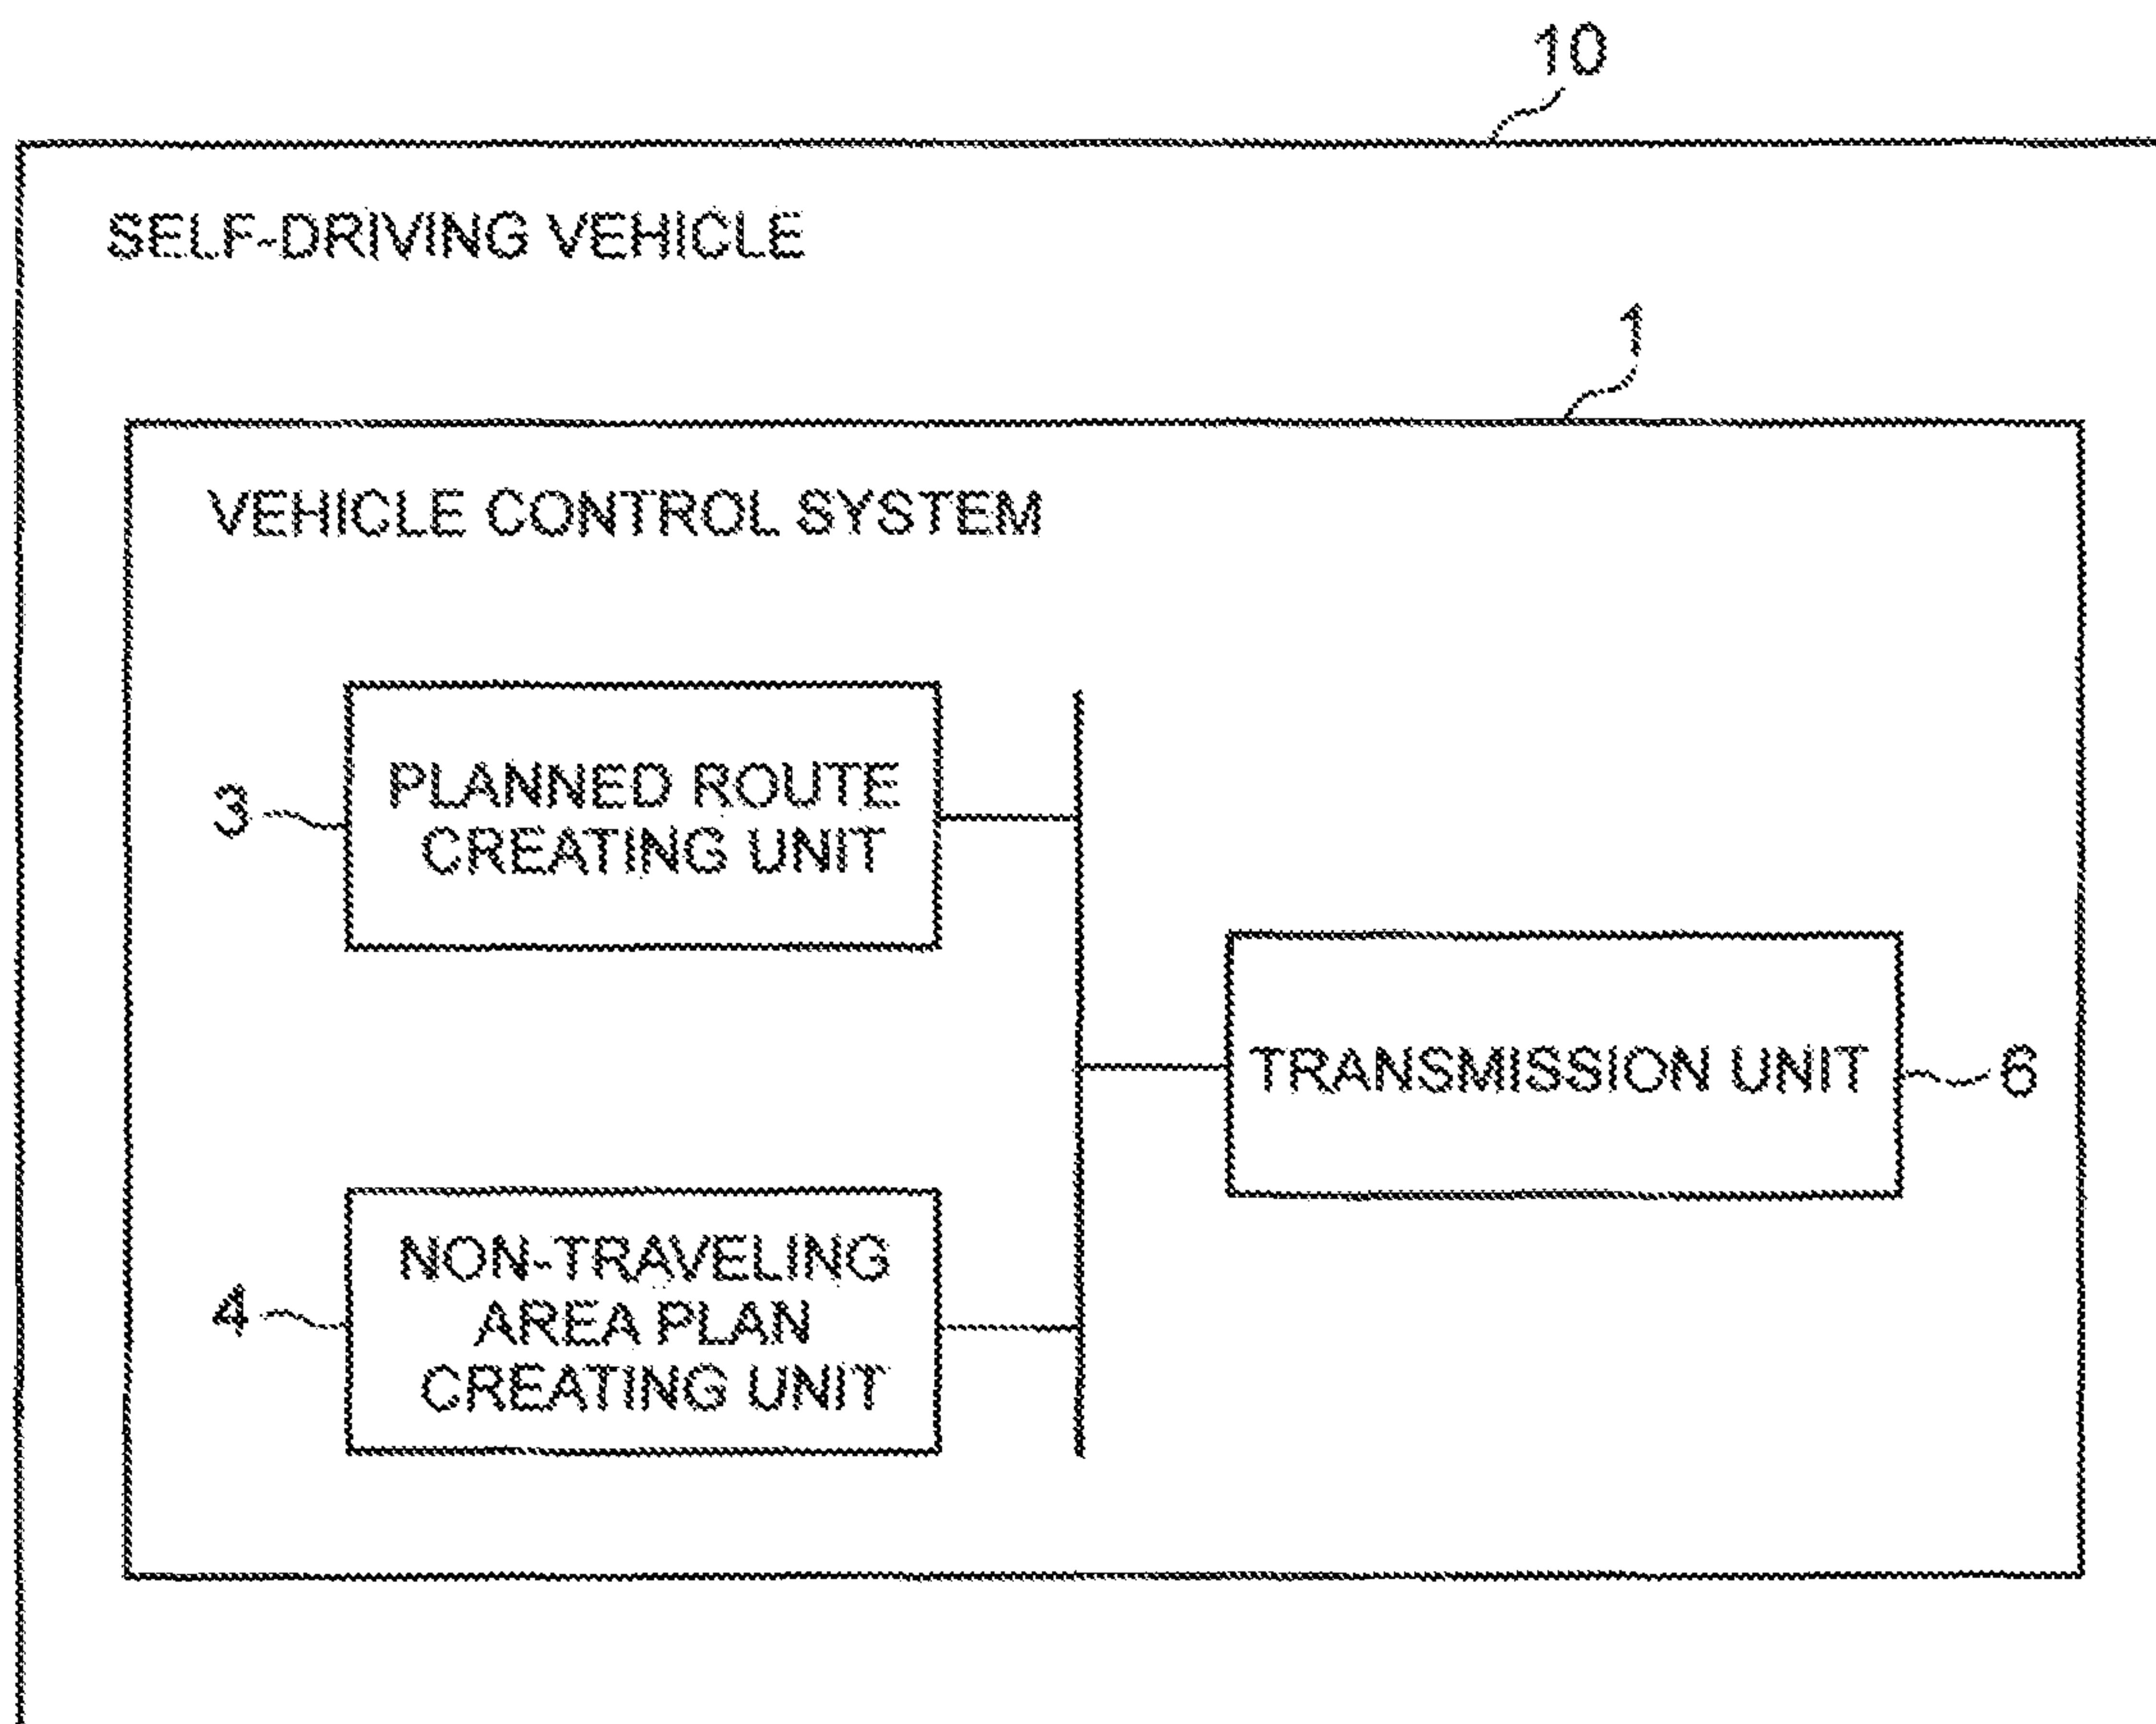 10
SELF-DRIVING VEHICLE
1
VEHICLE CONTROL SYSTEM
3
PLANNED ROUTE
CREATING UNIT
TRANSMISSION UNIT
6
4
NON-TRAVELING
AREA PLAN
CREATING UNIT